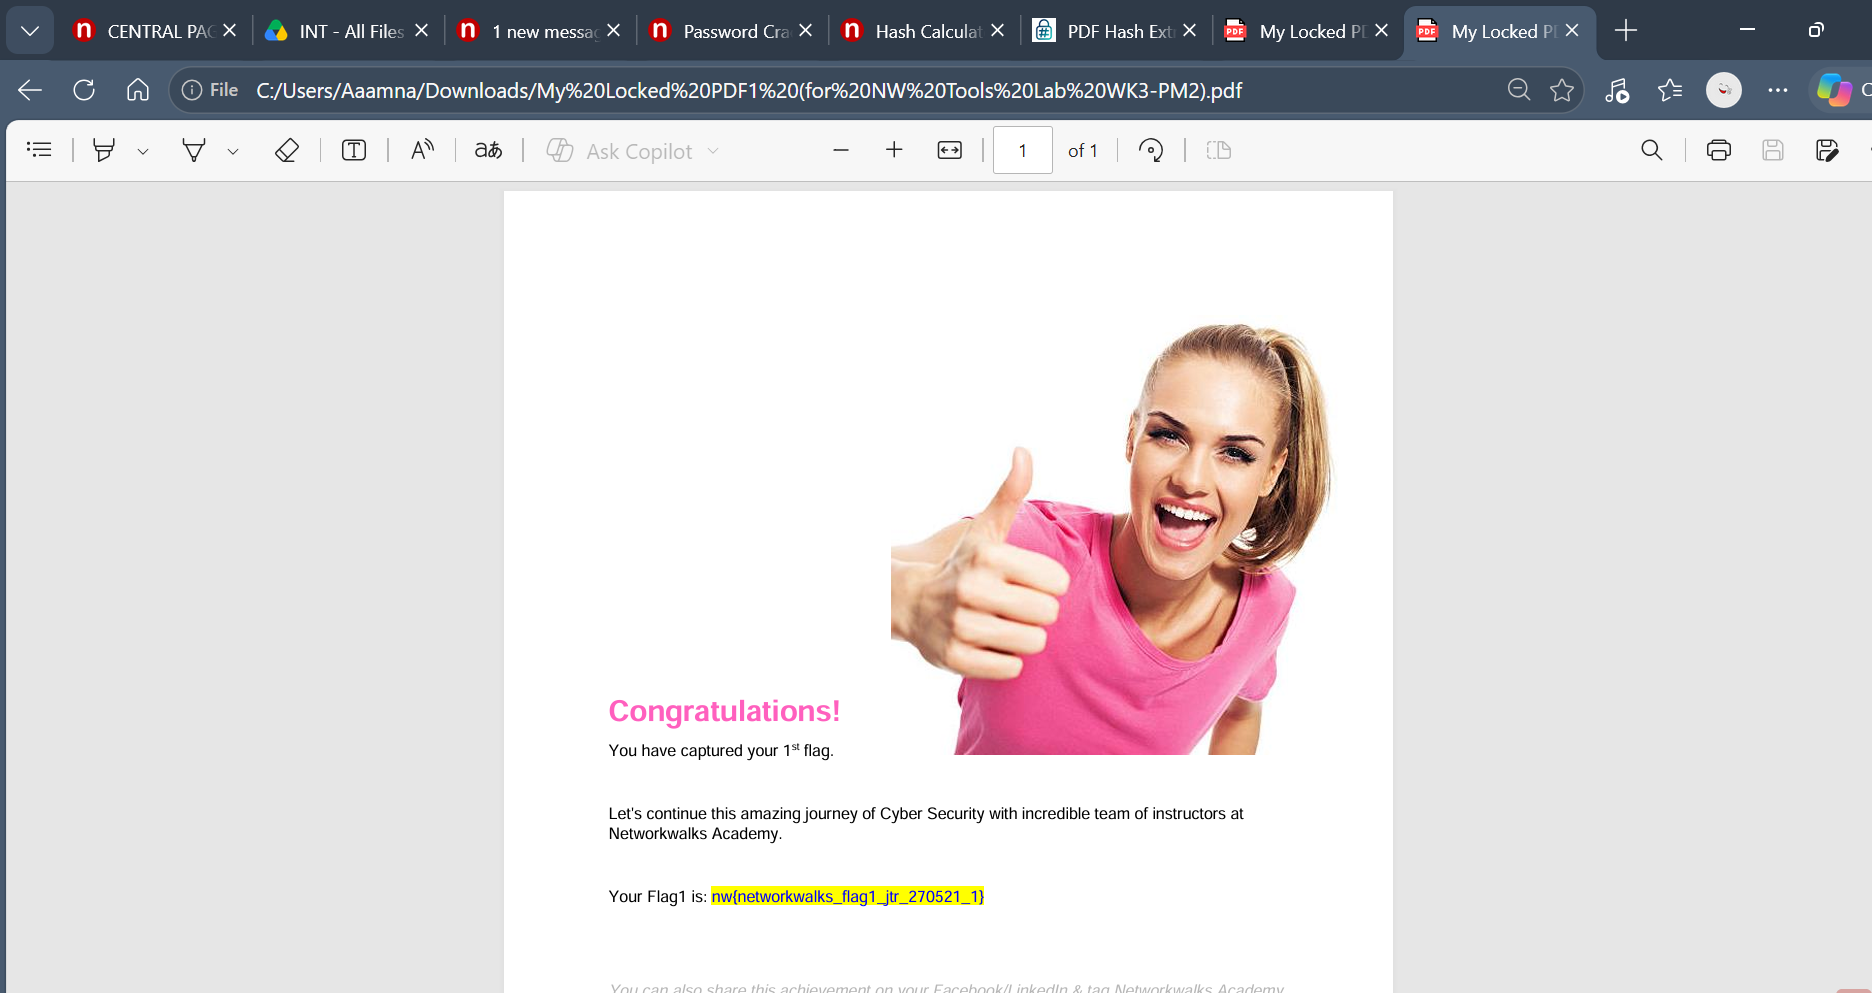 CENTRAL PAG
INT - All Files
1 new messag
Password Cra
Hash Calculat
PDF Hash Extr
My Locked PD
My Locked PD
File
C:/Users/Aaamna/Downloads/My%20Locked%20PDF1%20(for%20NW%20Tools%20Lab%20WK3-PM2).pdf
Ask Copilot
1 of 1
Congratulations!
You have captured your 1st flag.
Let's continue this amazing journey of Cyber Security with incredible team of instructors at
Networkwalks Academy.
Your Flag1 is: nw{networkwalks_flag1_jtr_270521_1}
You can also share this achievement on your Facebook/LinkedIn & tag Networkwalks Academy